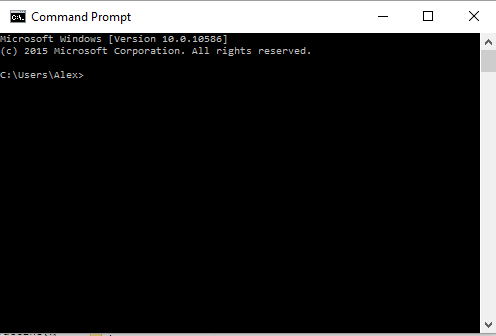 Command Prompt
Microsoft Windows [Version 10.0.10586]
(c) 2015 Microsoft Corporation. All rights reserved.
C:\Users\Alex>